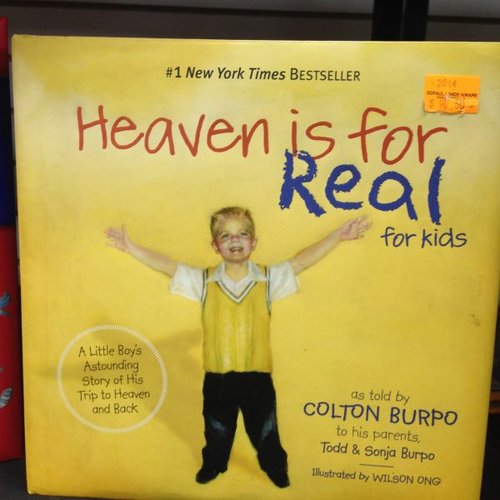 #1 New York Times BESTSELLER
2014
Heaven is for
Real
for kids
A Little Boy's
Astounding
Story of His
Trip to Heaven
and Back
as told by
COLTON BURPO
to his parents,
Todd & Sonja Burpo
Illustrated by WILSON ONG